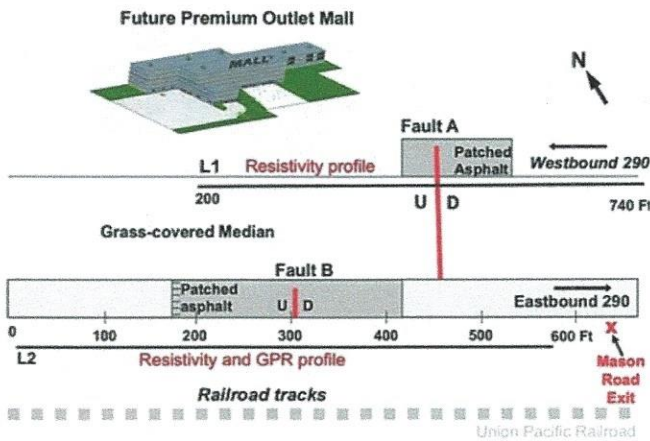 Future Premium Outlet Mall
MALL
N
Fault A
L1 Resistivity profile
Patched
Asphalt
Westbound 290
200
U D
740 Ft
Grass-covered Median
Fault B
Patched
asphalt
U D
Eastbound 290
0 100 200 300 400 500 600 Ft
X
L2 Resistivity and GPR profile
Mason
Road
Exit
Railroad tracks
Union Pacific Railroad